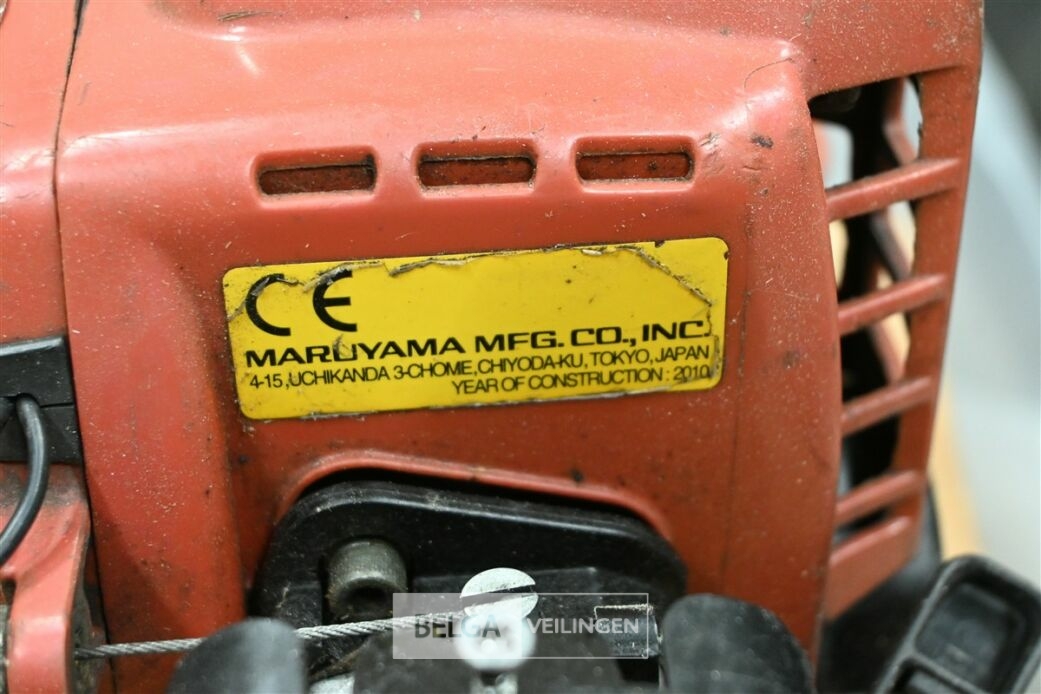 CE
MARUYAMA MFG. CO., INC.
4-15, UCHIKANDA 3-CHOME, CHIYODA-KU, TOKYO, JAPAN
YEAR OF CONSTRUCTION : 2010
BELGA VEILINGEN